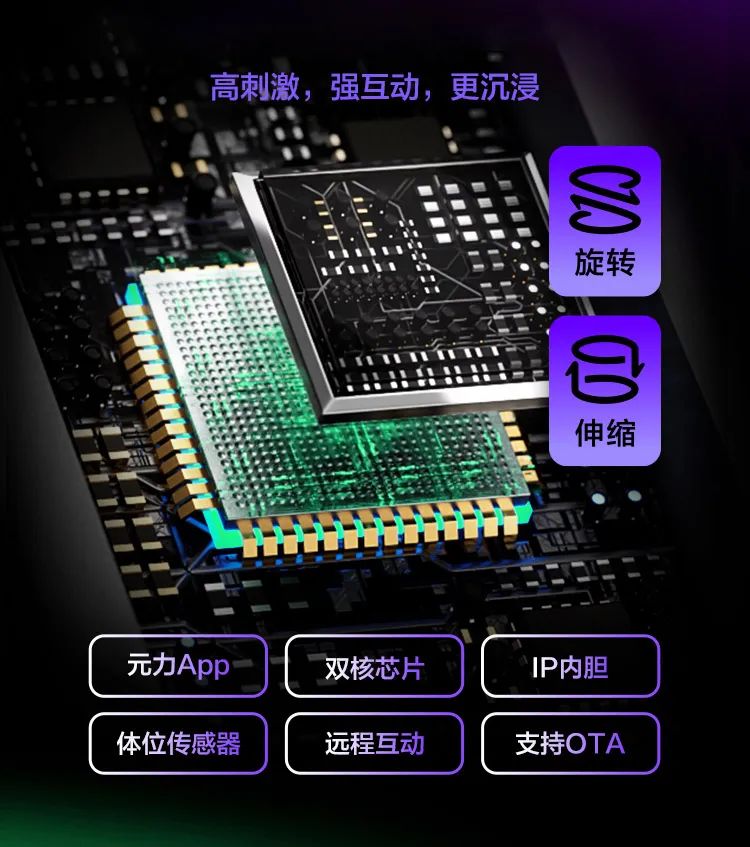 高刺激，强互动，更沉浸
旋转
伸缩
元力App
双核芯片
IP内胆
体位传感器
远程互动
支持OTA